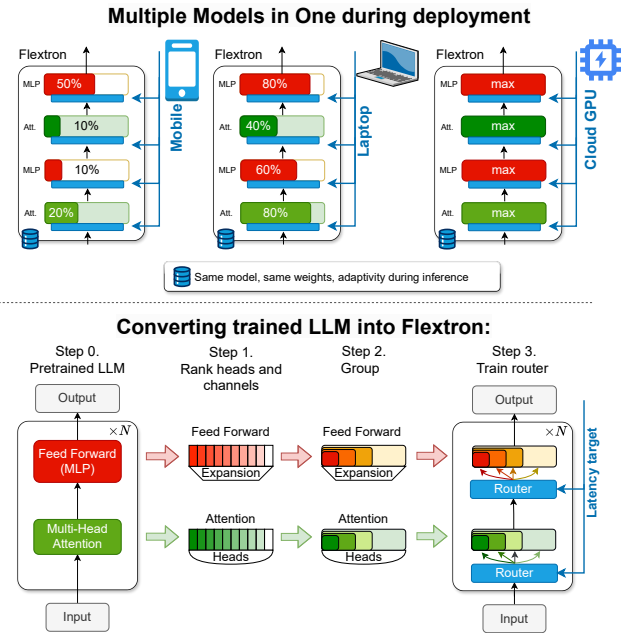 Multiple Models in One during deployment
Flextron
MLP
50%
Att.
10%
MLP
10%
Att.
20%
Mobile
Flextron
MLP
80%
Att.
40%
MLP
60%
Att.
80%
Laptop
Flextron
MLP
max
Att.
max
MLP
max
Att.
max
Cloud GPU
Same model, same weights, adaptivity during inference
Converting trained LLM into Flextron:
Step 0.
Pretrained LLM
Output
×N
Feed Forward
(MLP)
Multi-Head
Attention
Input
Step 1.
Rank heads and
channels
Feed Forward
Expansion
Attention
Heads
Step 2.
Group
Feed Forward
Expansion
Attention
Heads
Step 3.
Train router
Output
×N
Router
Router
Input
Latency target